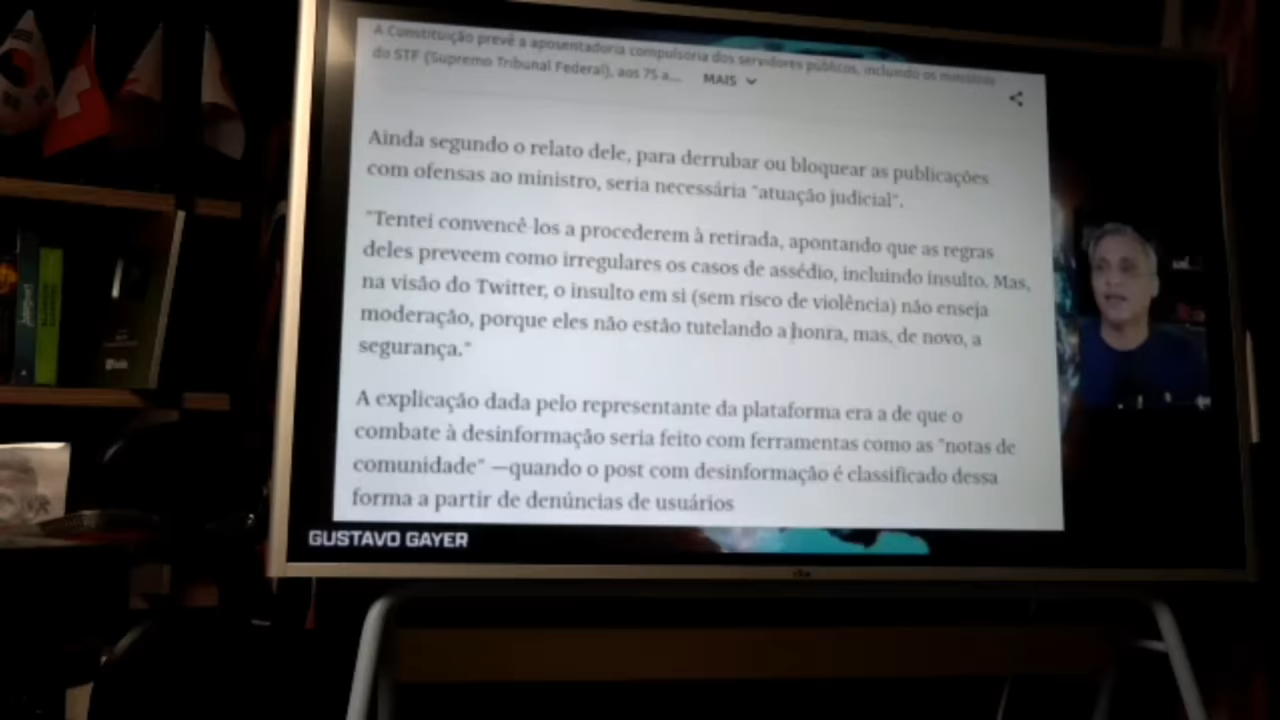 A Constituição prevê a aposentadoria compulsória dos servidores públicos, incluindo os ministros
do STF (Supremo Tribunal Federal), aos 75 a... MAIS
Ainda segundo o relato dele, para derrubar ou bloquear as publicações
com ofensas ao ministro, seria necessária "atuação judicial".
"Tentei convencê-los a procederem à retirada, apontando que as regras
deles preveem como irregulares os casos de assédio, incluindo insulto. Mas,
na visão do Twitter, o insulto em si (sem risco de violência) não enseja
moderação, porque eles não estão tutelando a honra, mas, de novo, a
segurança."
A explicação dada pelo representante da plataforma era a de que o
combate à desinformação seria feito com ferramentas como as "notas de
comunidade" —quando o post com desinformação é classificado dessa
forma a partir de denúncias de usuários
GUSTAVO GAYER